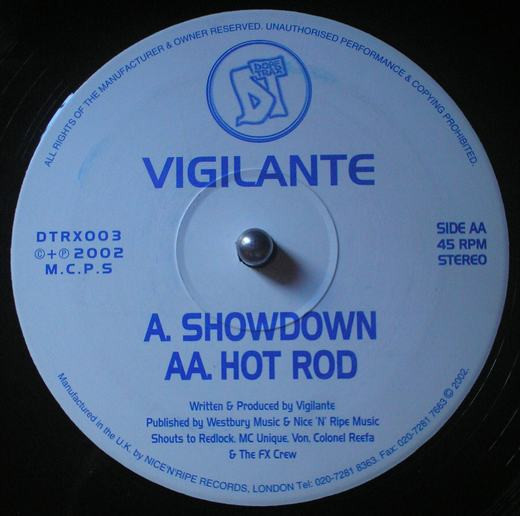 ALL RIGHTS OF THE MANUFACTURER & OWNER RESERVED. UNAUTHORISED PERFORMANCE & COPYING PROHIBITED.
DOPE
TRAX
DT
VIGILANTE
DTRX003
©+℗2002
M.C.P.S
SIDE AA
45 RPM
STEREO
A. SHOWDOWN
AA. HOT ROD
Written & Produced by Vigilante
Published by Westbury Music & Nice 'N' Ripe Music
Shouts to Redlock, MC Unique, Von, Colonel Reefa
& The FX Crew
Manufactured in the U.K. by NICE'N'RIPE RECORDS, LONDON Tel: 020-7281 8363. Fax: 020-7281 7663 © 2002.